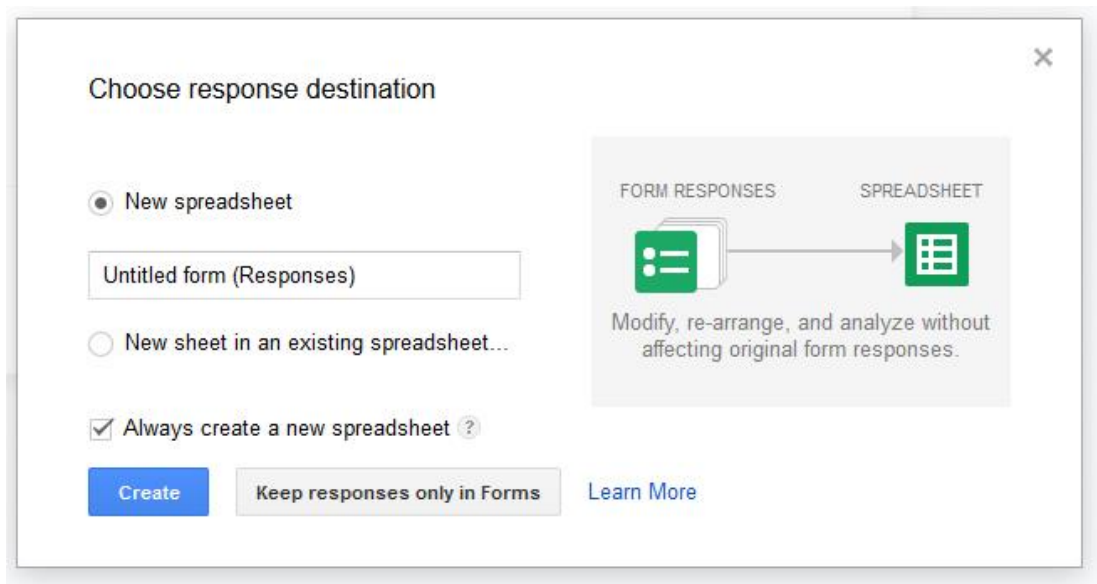 Choose response destination
New spreadsheet
Untitled form (Responses)
New sheet in an existing spreadsheet...
Always create a new spreadsheet ?
Create
Keep responses only in Forms
Learn More
FORM RESPONSES
SPREADSHEET
Modify, re-arrange, and analyze without
affecting original form responses.